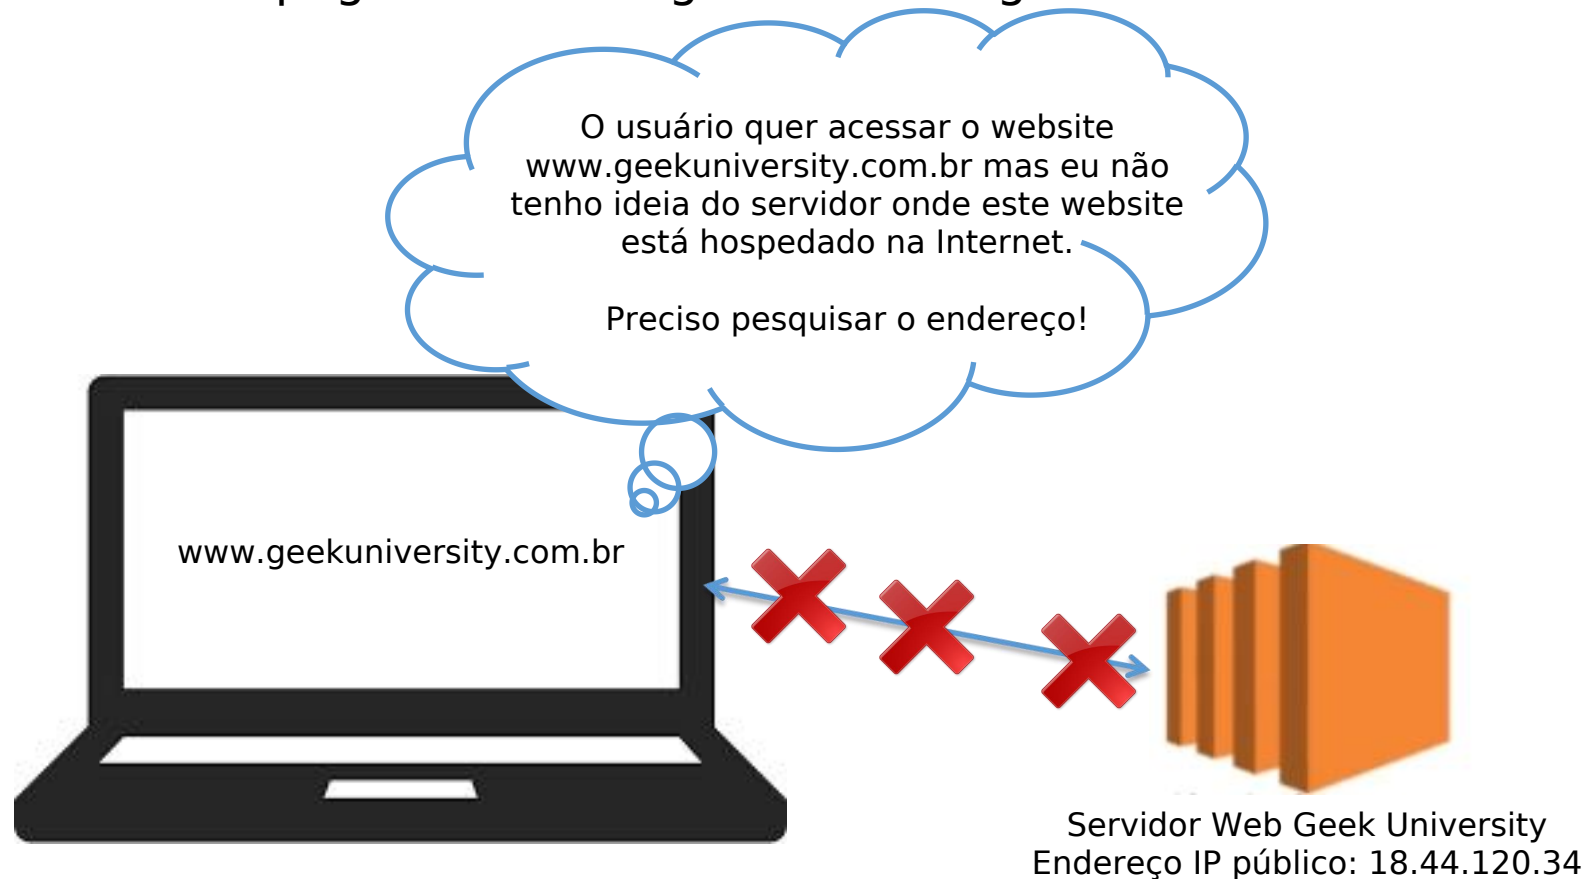 O usuário quer acessar o website
www.geekuniversity.com.br mas eu não
tenho ideia do servidor onde este website
está hospedado na Internet.
Preciso pesquisar o endereço!
www.geekuniversity.com.br
Servidor Web Geek University
Endereço IP público: 18.44.120.34